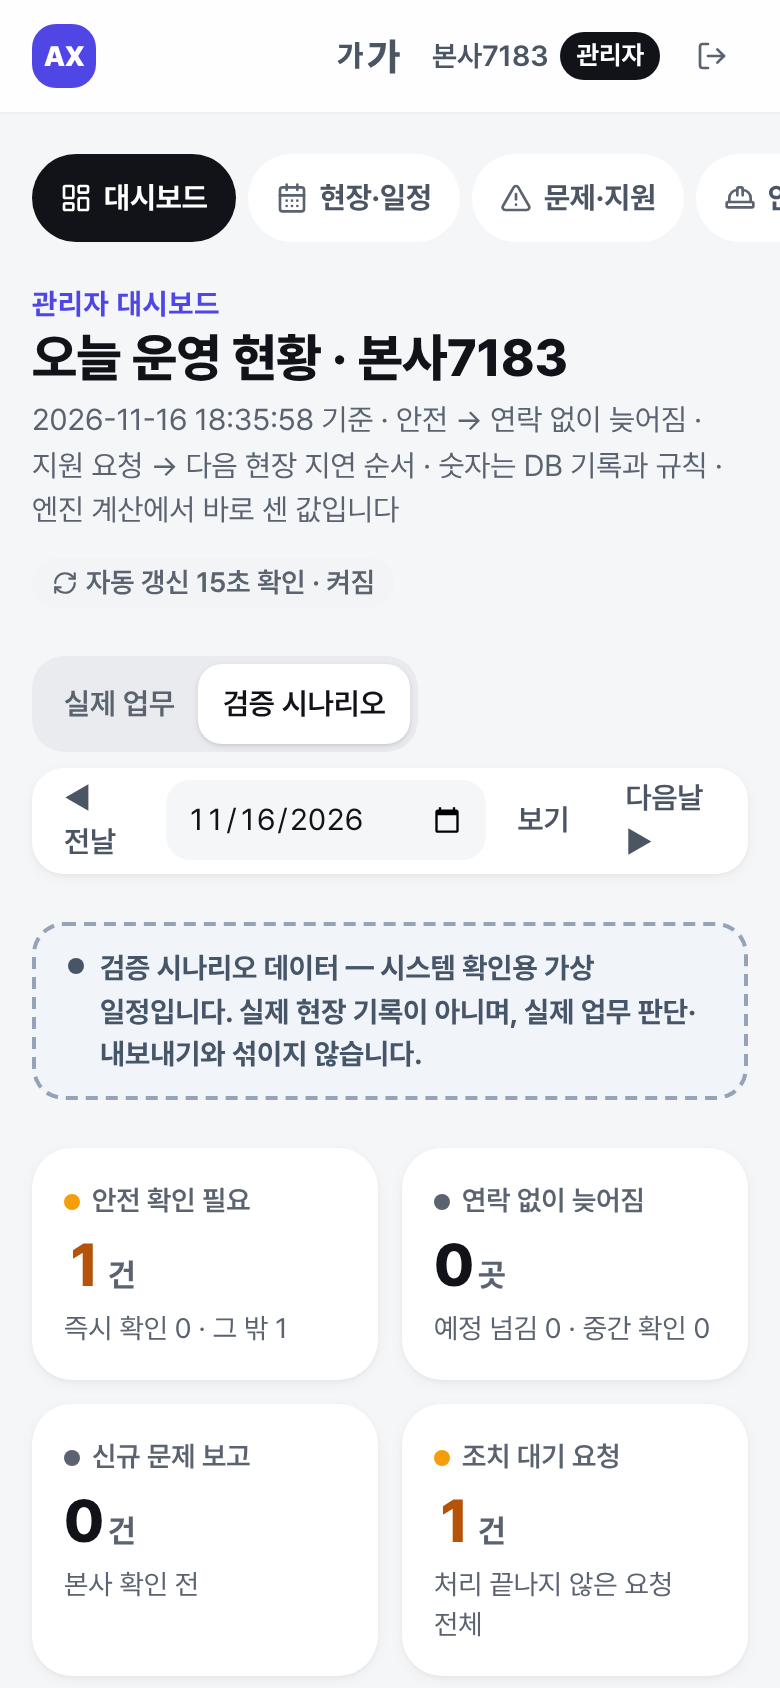 AX
가가 본사7183 관리자
대시보드 현장·일정 문제·지원
관리자 대시보드
오늘 운영 현황 · 본사7183
2026-11-16 18:35:58 기준 · 안전 → 연락 없이 늦어짐 ·
지원 요청 → 다음 현장 지연 순서 · 숫자는 DB 기록과 규칙 ·
엔진 계산에서 바로 센 값입니다
자동 갱신 15초 확인 · 켜짐
실제 업무 검증 시나리오
◀
전날
11/16/2026
보기
다음날
▶
검증 시나리오 데이터 — 시스템 확인용 가상
일정입니다. 실제 현장 기록이 아니며, 실제 업무 판단·
내보내기와 섞이지 않습니다.
안전 확인 필요
1 건
즉시 확인 0 · 그 밖 1
연락 없이 늦어짐
0 곳
예정 넘김 0 · 중간 확인 0
신규 문제 보고
0 건
본사 확인 전
조치 대기 요청
1 건
처리 끝나지 않은 요청
전체